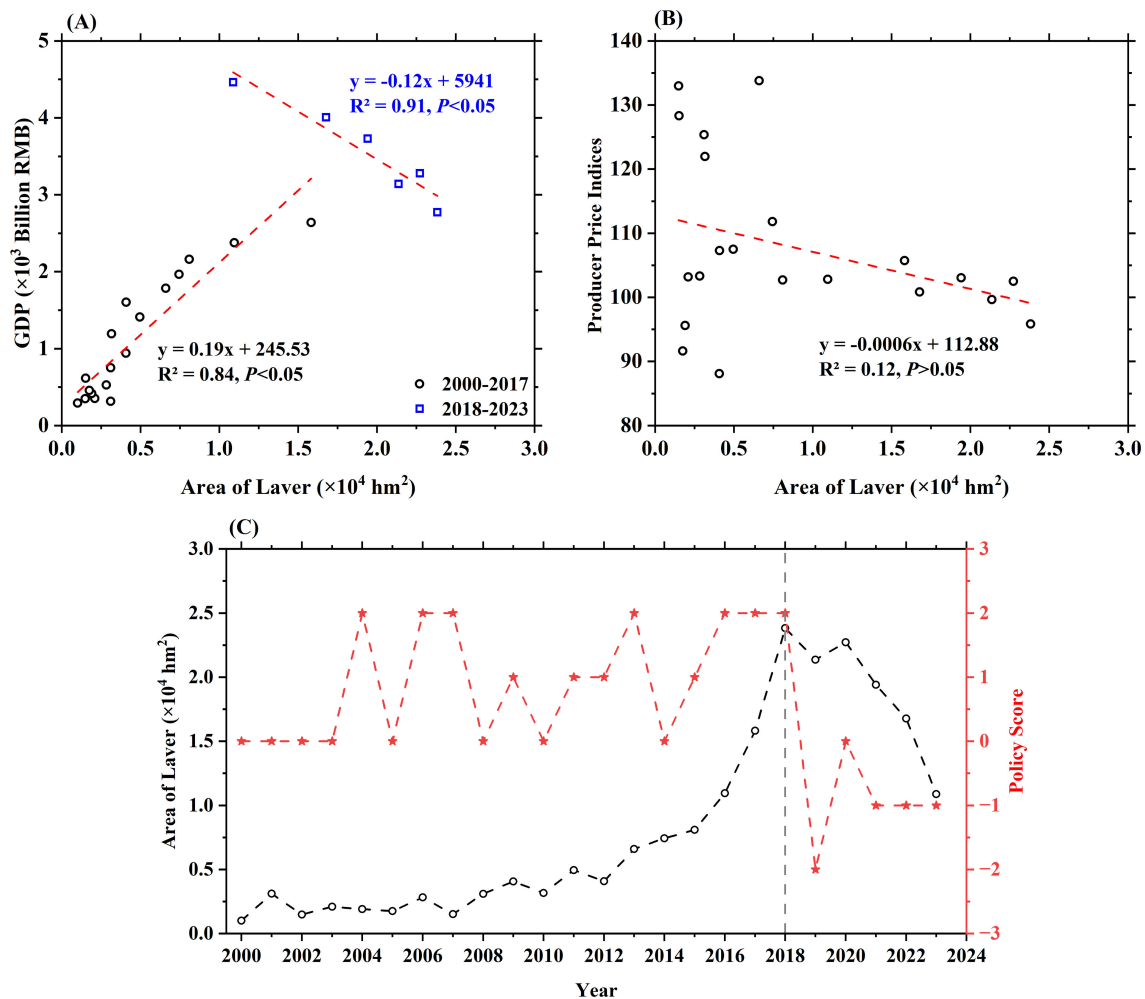 (A)
5
4
3
2
1
0
GDP (×10³ Billion RMB)
y = -0.12x + 5941
R² = 0.91, P<0.05
y = 0.19x + 245.53
R² = 0.84, P<0.05
2000-2017
2018-2023
0.0 0.5 1.0 1.5 2.0 2.5 3.0
Area of Laver (×10⁴ hm²)
(B)
140
130
120
110
100
90
80
Producer Price Indices
y = -0.0006x + 112.88
R² = 0.12, P>0.05
0.0 0.5 1.0 1.5 2.0 2.5 3.0
Area of Laver (×10⁴ hm²)
(C)
3.0
2.5
2.0
1.5
1.0
0.5
0.0
Area of Laver (×10⁴ hm²)
3
2
1
0
−1
−2
−3
Policy Score
2000 2002 2004 2006 2008 2010 2012 2014 2016 2018 2020 2022 2024
Year